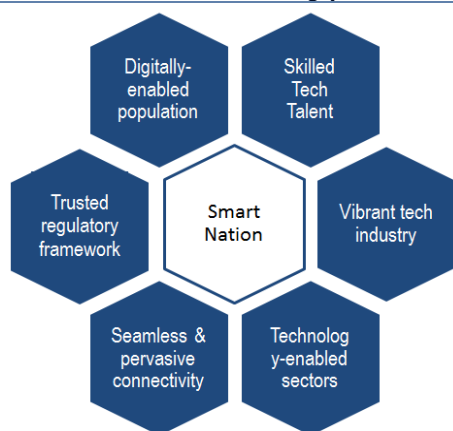 Digitally-
enabled
population
Skilled
Tech
Talent
Trusted
regulatory
framework
Smart
Nation
Vibrant tech
industry
Seamless &
pervasive
connectivity
Technolog
y-enabled
sectors